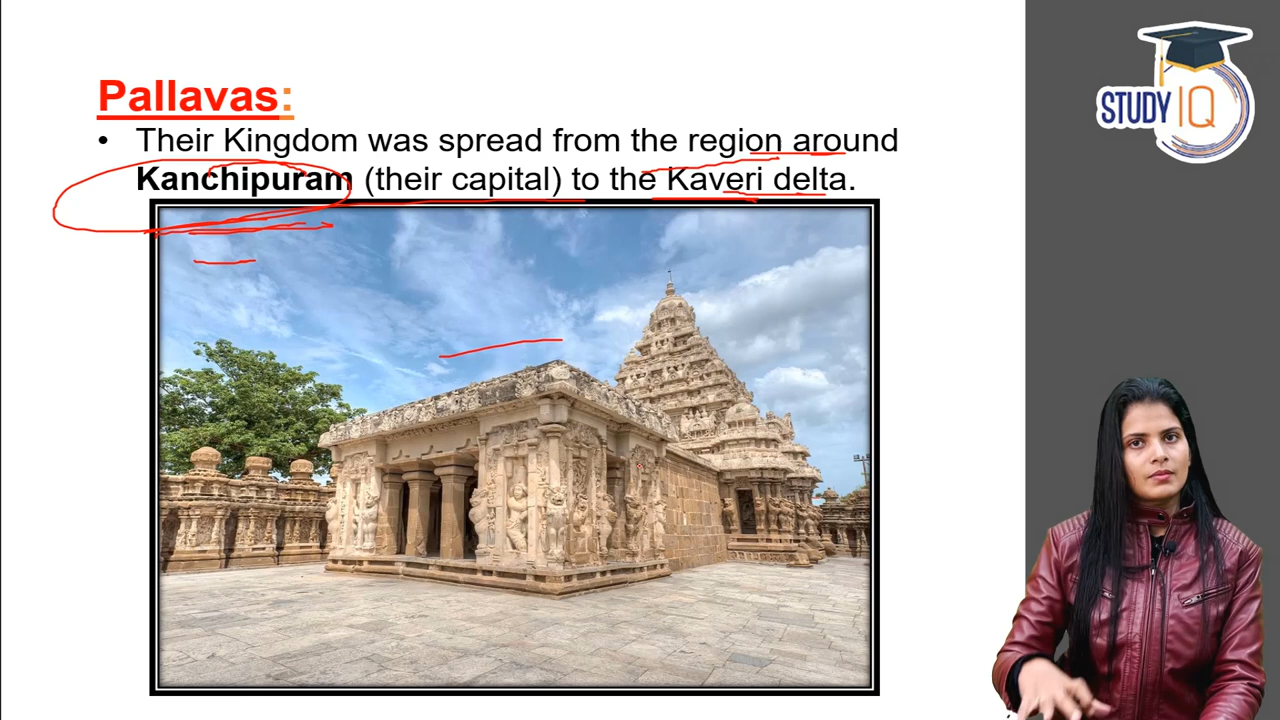 Pallavas:
• Their Kingdom was spread from the region around
Kanchipuram (their capital) to the Kaveri delta.
STUDY IQ